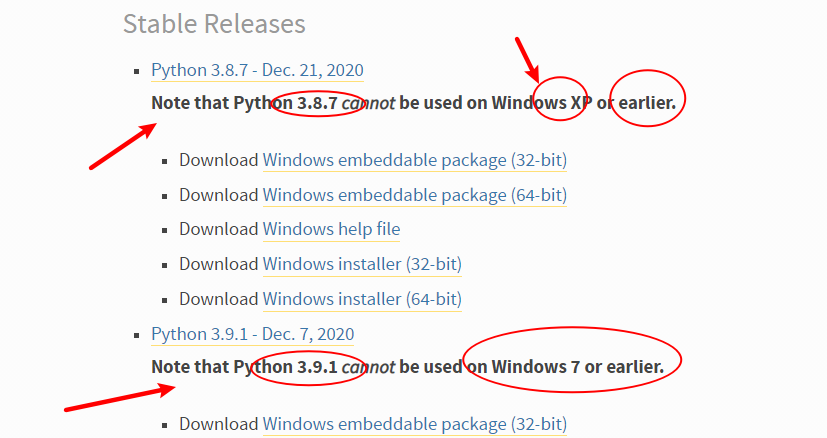 Stable Releases
Python 3.8.7 - Dec. 21, 2020
Note that Python 3.8.7 cannot be used on Windows XP or earlier.
Download Windows embeddable package (32-bit)
Download Windows embeddable package (64-bit)
Download Windows help file
Download Windows installer (32-bit)
Download Windows installer (64-bit)
Python 3.9.1 - Dec. 7, 2020
Note that Python 3.9.1 cannot be used on Windows 7 or earlier.
Download Windows embeddable package (32-bit)